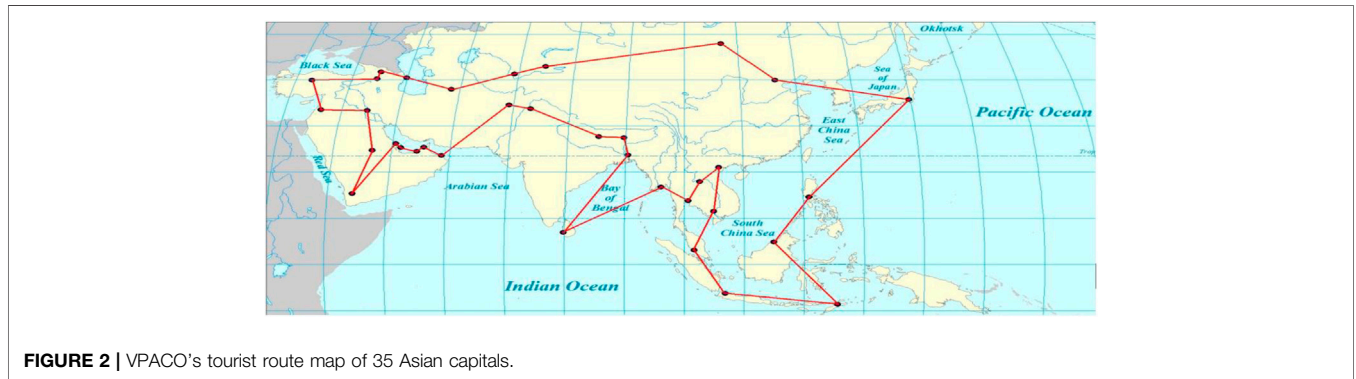 Okhotsk
Black Sea
Sea
of
Japan
Pacific Ocean
East
China
Sea
Red Sea
Arabian Sea
Bay
of
Bengal
South
China Sea
Indian Ocean
FIGURE 2 | VPACO's tourist route map of 35 Asian capitals.